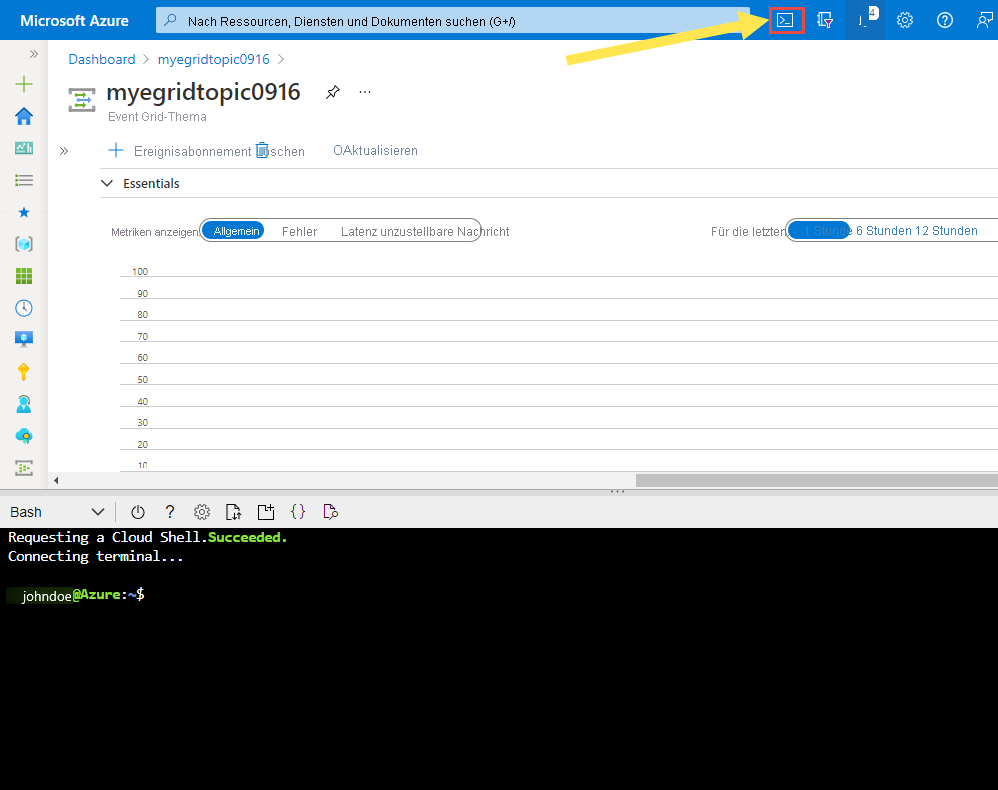 Microsoft Azure
Nach Ressourcen, Diensten und Dokumenten suchen (G+/)
4
Dashboard > myegridtopic0916 >
myegridtopic0916
Event Grid-Thema
Ereignisabonnement
schen
OAktualisieren
Essentials
Metriken anzeigen:
Allgemein
Fehler
Latenz unzustellbare Nachricht
Für die letzten
1 Stunde 6 Stunden 12 Stunden
100
90
80
70
60
50
40
30
20
10
Bash
Requesting a Cloud Shell.Succeeded.
Connecting terminal...
johndoe@Azure:~$